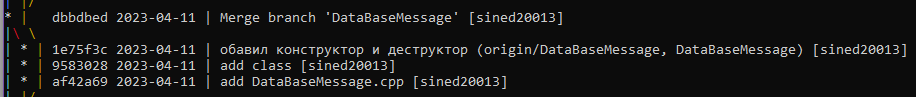 |/
* |   dbbdbed 2023-04-11 | Merge branch 'DataBaseMessage' [sined20013]
|\ \
| * | 1e75f3c 2023-04-11 | обавил конструктор и деструктор (origin/DataBaseMessage, DataBaseMessage) [sined20013]
| * | 9583028 2023-04-11 | add class [sined20013]
| * | af42a69 2023-04-11 | add DataBaseMessage.cpp [sined20013]
| |/